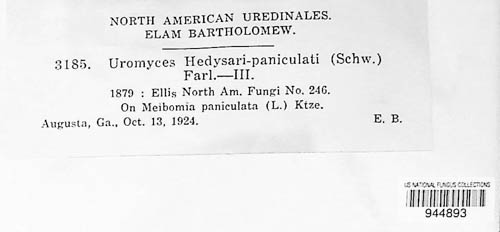 NORTH AMERICAN UREDINALES.
ELAM BARTHOLOMEW.
3185. Uromyces Hedysari-paniculati (Schw.)
Farl.—III.
1879 : Ellis North Am. Fungi No. 246.
On Meibomia paniculata (L.) Ktze.
Augusta, Ga., Oct. 13, 1924. E. B.
US NATIONAL FUNGUS COLLECTIONS
944893